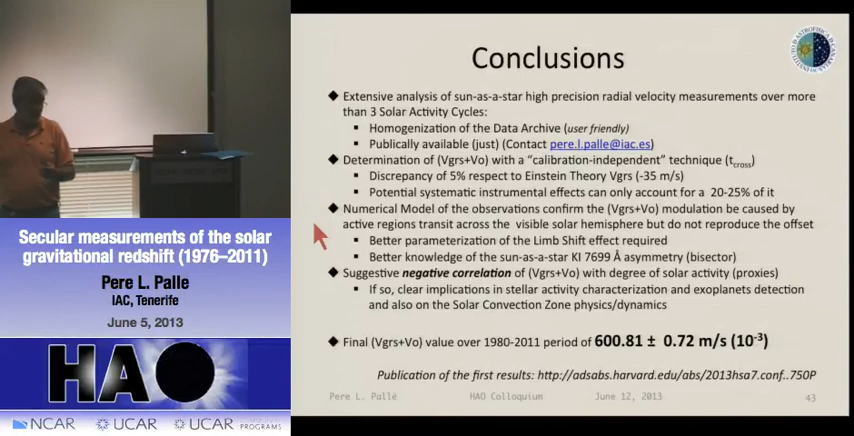 Conclusions
◆ Extensive analysis of sun-as-a-star high precision radial velocity measurements over more
than 3 Solar Activity Cycles:
▪ Homogenization of the Data Archive (user friendly)
▪ Publically available (just) (Contact pere.l.palle@iac.es)
◆ Determination of (Vgrs+Vo) with a “calibration-independent” technique (tcross)
▪ Discrepancy of 5% respect to Einstein Theory Vgrs (-35 m/s)
▪ Potential systematic instrumental effects can only account for a 20-25% of it
◆ Numerical Model of the observations confirm the (Vgrs+Vo) modulation be caused by
active regions transit across the visible solar hemisphere but do not reproduce the offset
▪ Better parameterization of the Limb Shift effect required
▪ Better knowledge of the sun-as-a-star KI 7699 Å asymmetry (bisector)
◆ Suggestive negative correlation of (Vgrs+Vo) with degree of solar activity (proxies)
▪ If so, clear implications in stellar activity characterization and exoplanets detection
and also on the Solar Convection Zone physics/dynamics
◆ Final (Vgrs+Vo) value over 1980-2011 period of 600.81 ± 0.72 m/s (10-3)
Publication of the first results: http://adsabs.harvard.edu/abs/2013hsa7.conf..750P
Pere L. Pallé HAO Colloquium June 12, 2013 43
Secular measurements of the solar
gravitational redshift (1976–2011)
Pere L. Palle
IAC, Tenerife
June 5, 2013
HAO
NCAR UCAR UCAR PROGRAMS